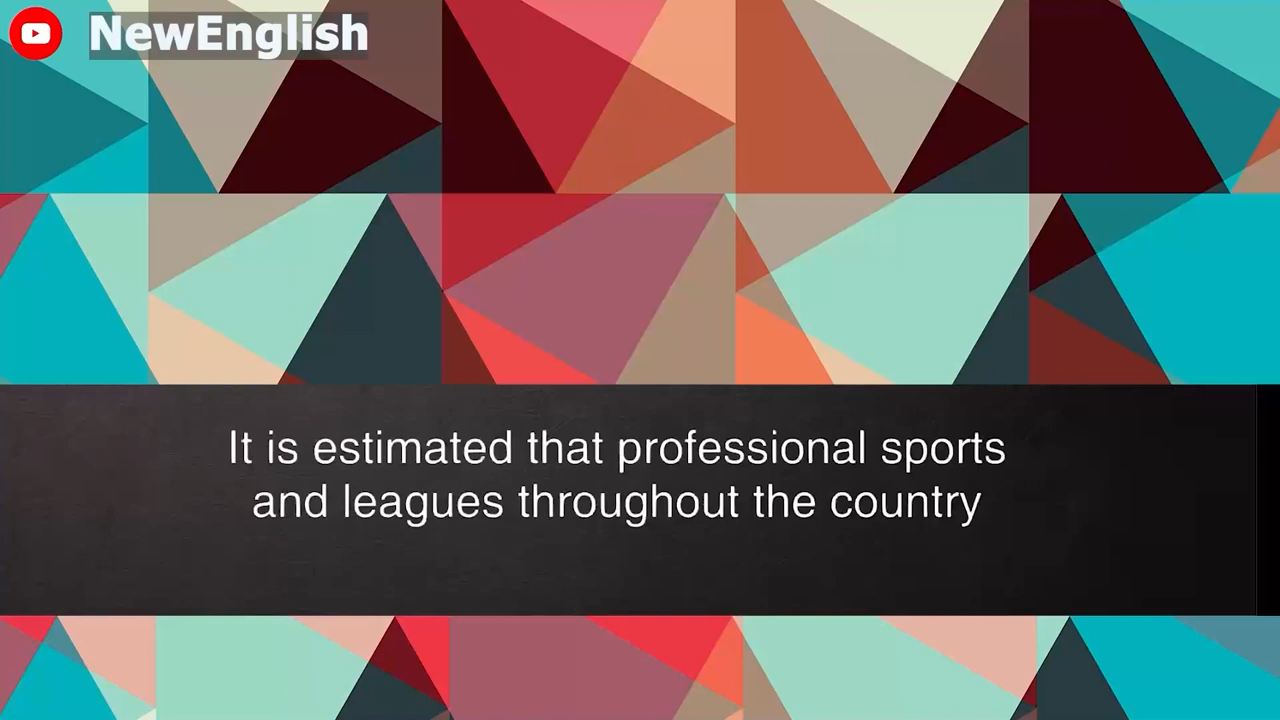 NewEnglish
It is estimated that professional sports
and leagues throughout the country